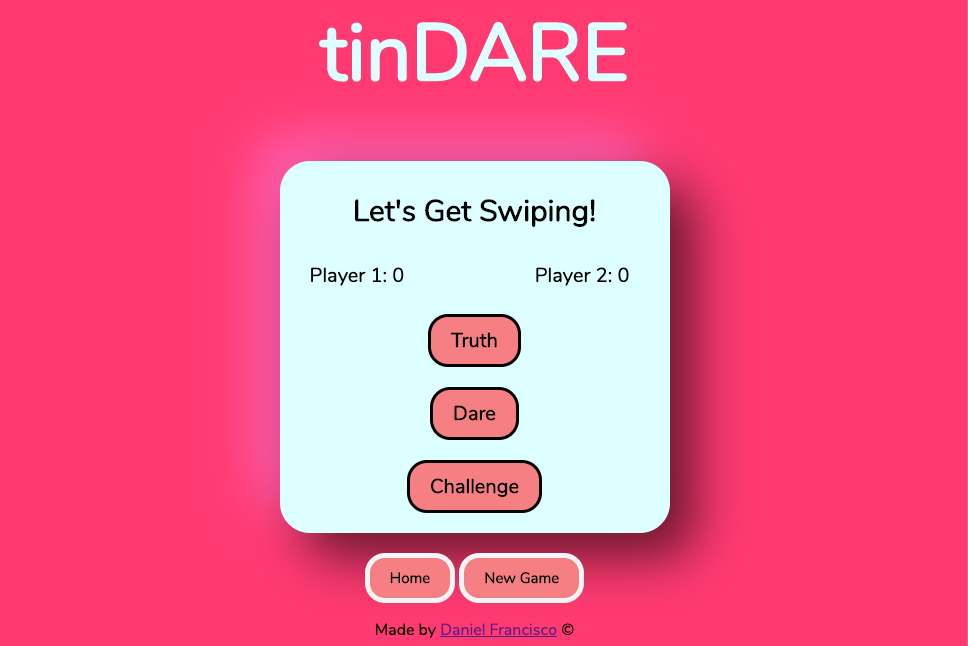 tinDARE
Let's Get Swiping!
Player 1: 0 Player 2: 0
Truth
Dare
Challenge
Home New Game
Made by Daniel Francisco ©